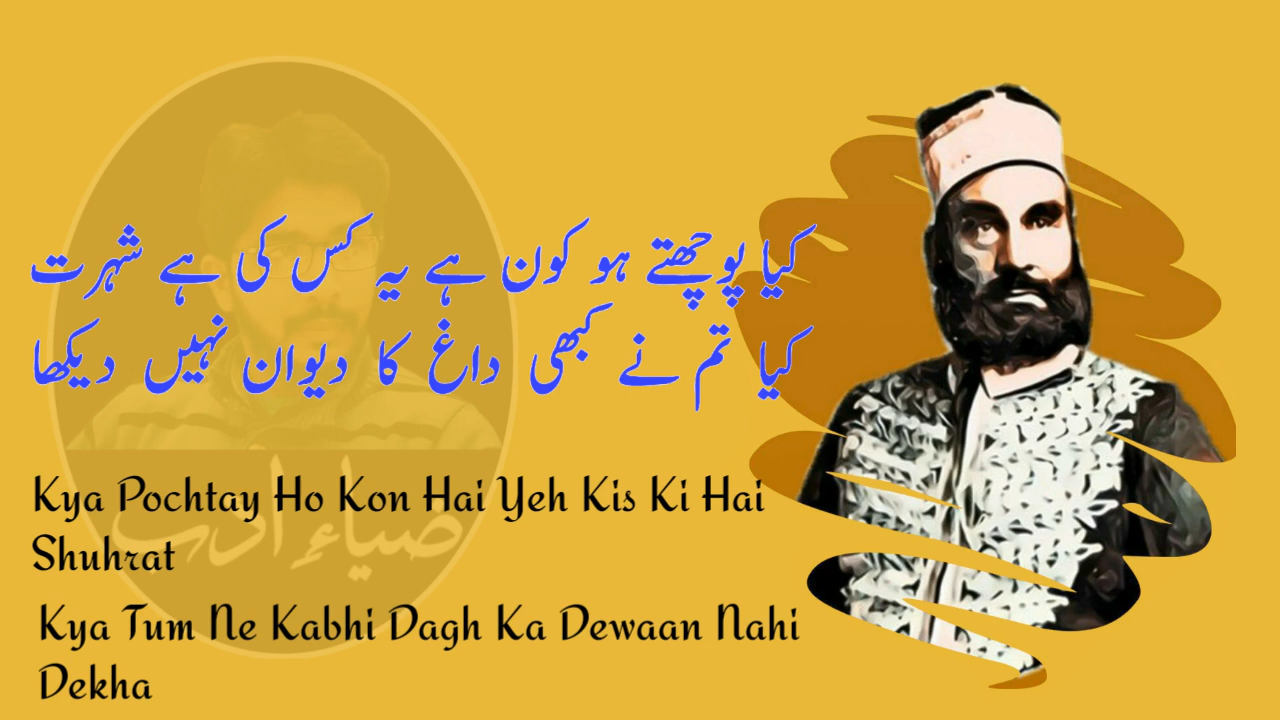 کیا پوچھتے ہو کون ہے یہ کس کی ہے شہرت
کیا تم نے کبھی داغ کا دیوان نہیں دیکھا
Kya Pochtay Ho Kon Hai Yeh Kis Ki Hai
Shuhrat
Kya Tum Ne Kabhi Dagh Ka Dewaan Nahi
Dekha
ضیاءِ ادب